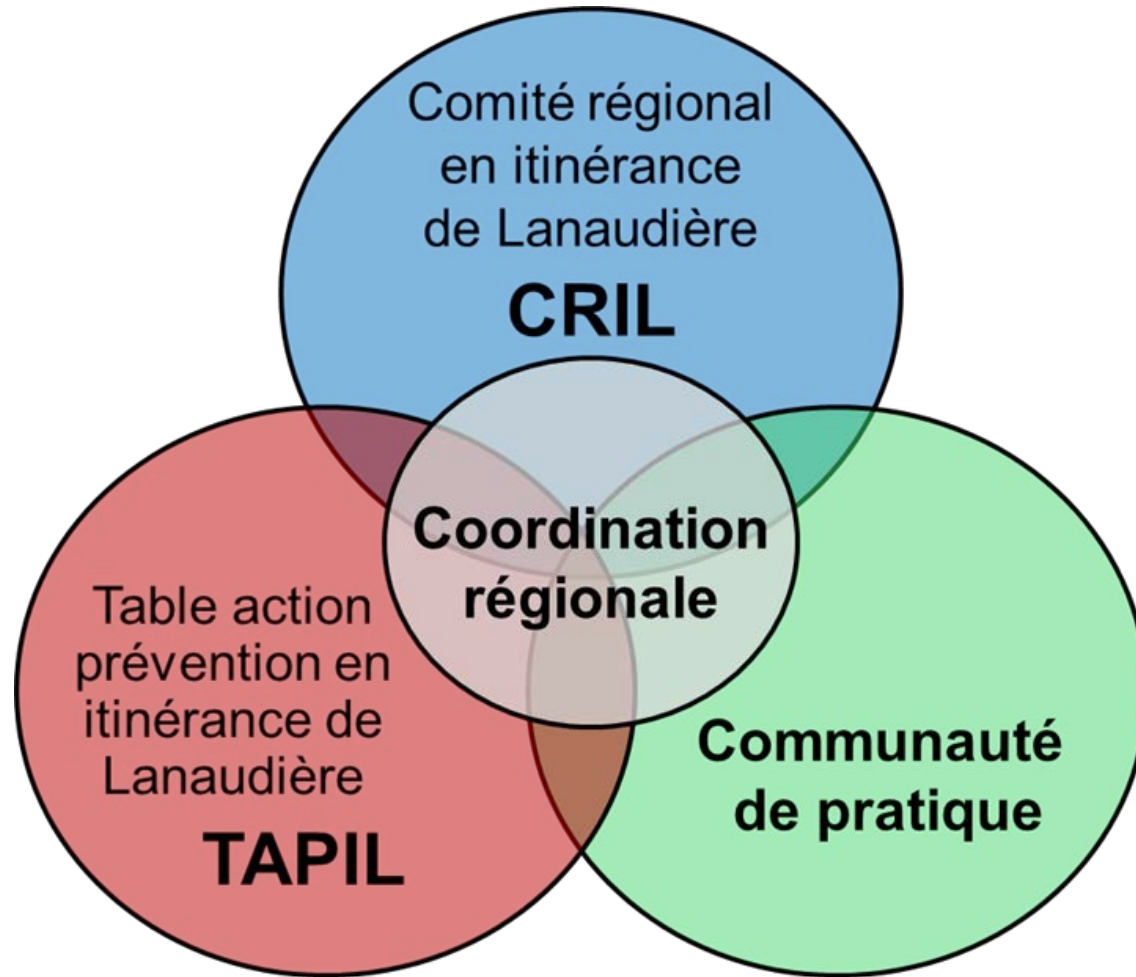 Comité régional
en itinérance
de Lanaudière
CRIL
Coordination
régionale
Table action
prévention en
itinérance de
Lanaudière
TAPIL
Communauté
de pratique